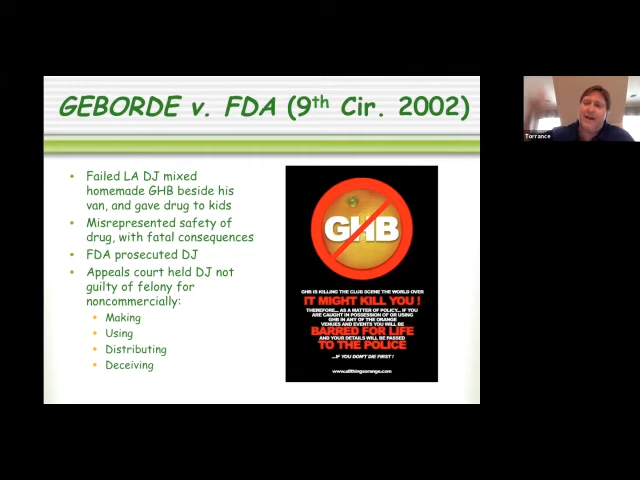 GEBORDE v. FDA (9th Cir. 2002)
Torrance
• Failed LA DJ mixed
homemade GHB beside his
van, and gave drug to kids
• Misrepresented safety of
drug, with fatal consequences
• FDA prosecuted DJ
• Appeals court held DJ not
guilty of felony for
noncommercially:
• Making
• Using
• Distributing
• Deceiving
GHB
GHB IS KILLING THE CLUB SCENE THE WORLD OVER
IT MIGHT KILL YOU !
THEREFORE... AS A MATTER OF POLICY... IF YOU
ARE CAUGHT IN POSSESSION OF OR USING
GHB IN ANY OF THE ORANGE
VENUES AND EVENTS YOU WILL BE
BARRED FOR LIFE
AND YOUR DETAILS WILL BE PASSED
TO THE POLICE
...IF YOU DON'T DIE FIRST !
www.allthingsorange.com